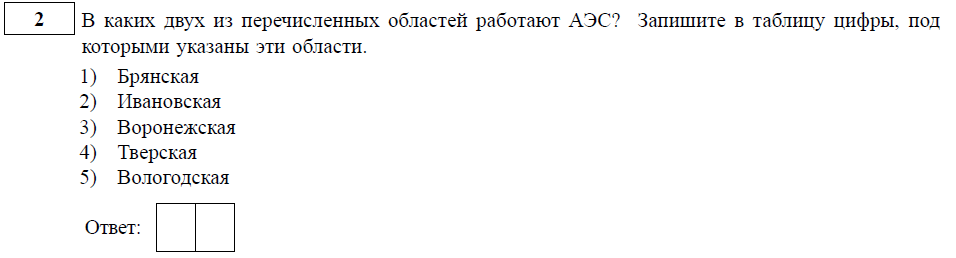 2
В каких двух из перечисленных областей работают АЭС? Запишите в таблицу цифры, под
которыми указаны эти области.
1) Брянская
2) Ивановская
3) Воронежская
4) Тверская
5) Вологодская
Ответ: